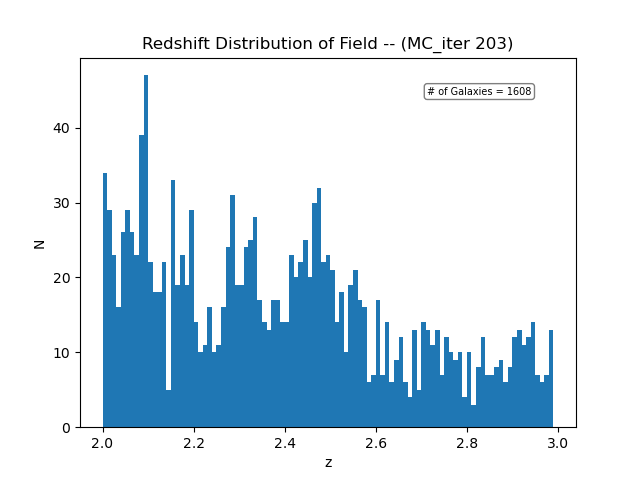 Redshift Distribution of Field -- (MC_iter 203)
# of Galaxies = 1608
N
40
30
20
10
0
2.0 2.2 2.4 2.6 2.8 3.0
z